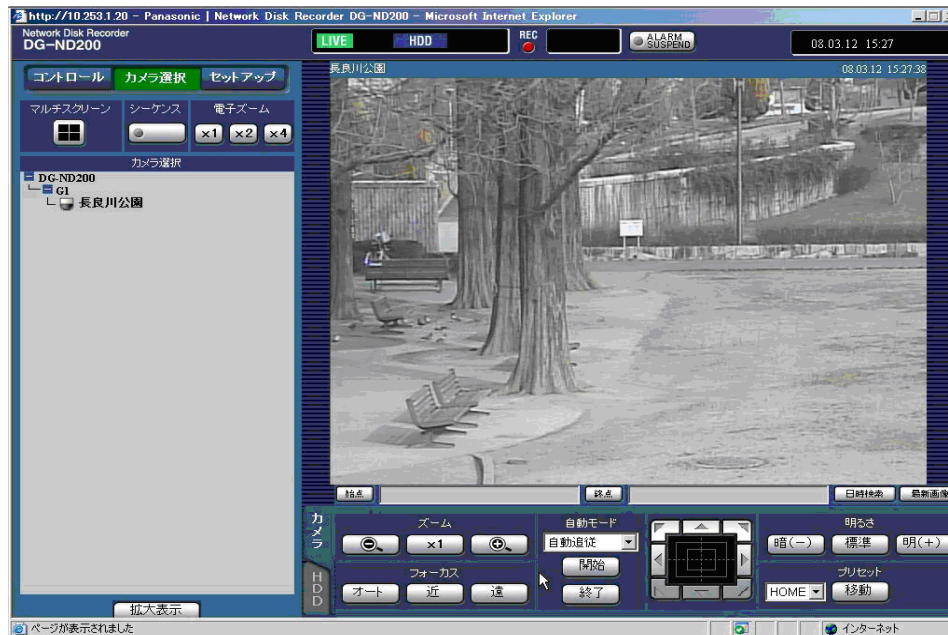 http://10.253.1.20 - Panasonic | Network Disk Recorder DG-ND200 - Microsoft Internet Explorer
Network Disk Recorder
DG-ND200
LIVE HDD REC ALARM SUSPEND 08.03.12 15:27
コントロール カメラ選択 セットアップ
長良川公園 08.03.12 15:27:38
マルチスクリーン シーケンス 電子ズーム
×1 ×2 ×4
カメラ選択
DG-ND200
G1
長良川公園
始点 終点 日時検索 最新画像
カメラ
HDD
ズーム 自動モード 明るさ
×1 自動追従 暗(−) 標準 明(+)
開始
フォーカス プリセット
オート 近 遠 終了 HOME 移動
拡大表示
ページが表示されました インターネット